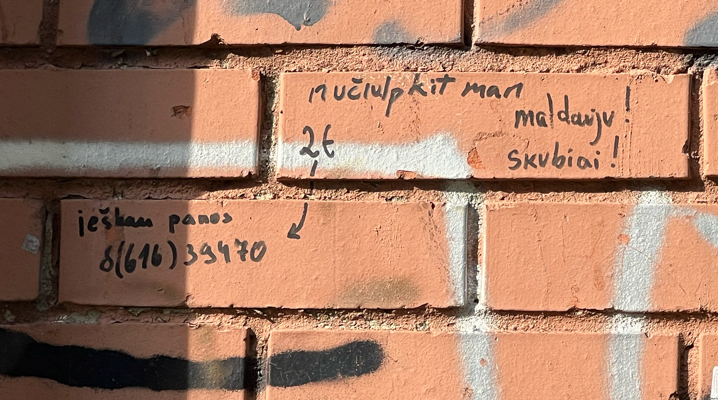 nučiulpkit man
maldauju!
2€
skubiai!
ješkau panos
8(616)39470